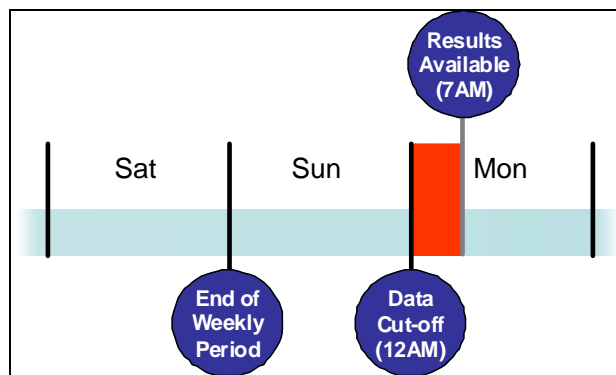 Results
Available
(7AM)
Sat
Sun
Mon
End of
Weekly
Period
Data
Cut-off
(12AM)